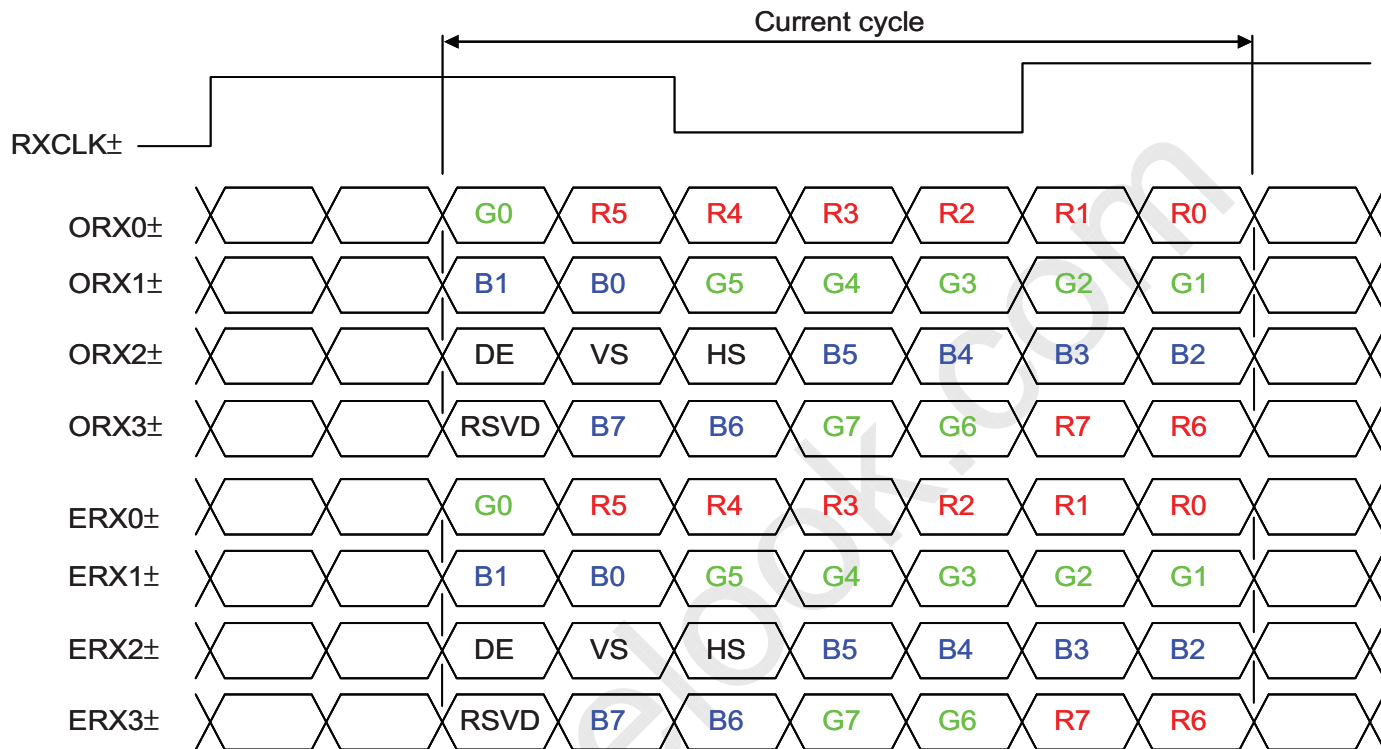 Current cycle
RXCLK±
ORX0± G0 R5 R4 R3 R2 R1 R0
ORX1± B1 B0 G5 G4 G3 G2 G1
ORX2± DE VS HS B5 B4 B3 B2
ORX3± RSVD B7 B6 G7 G6 R7 R6
ERX0± G0 R5 R4 R3 R2 R1 R0
ERX1± B1 B0 G5 G4 G3 G2 G1
ERX2± DE VS HS B5 B4 B3 B2
ERX3± RSVD B7 B6 G7 G6 R7 R6
elook.com